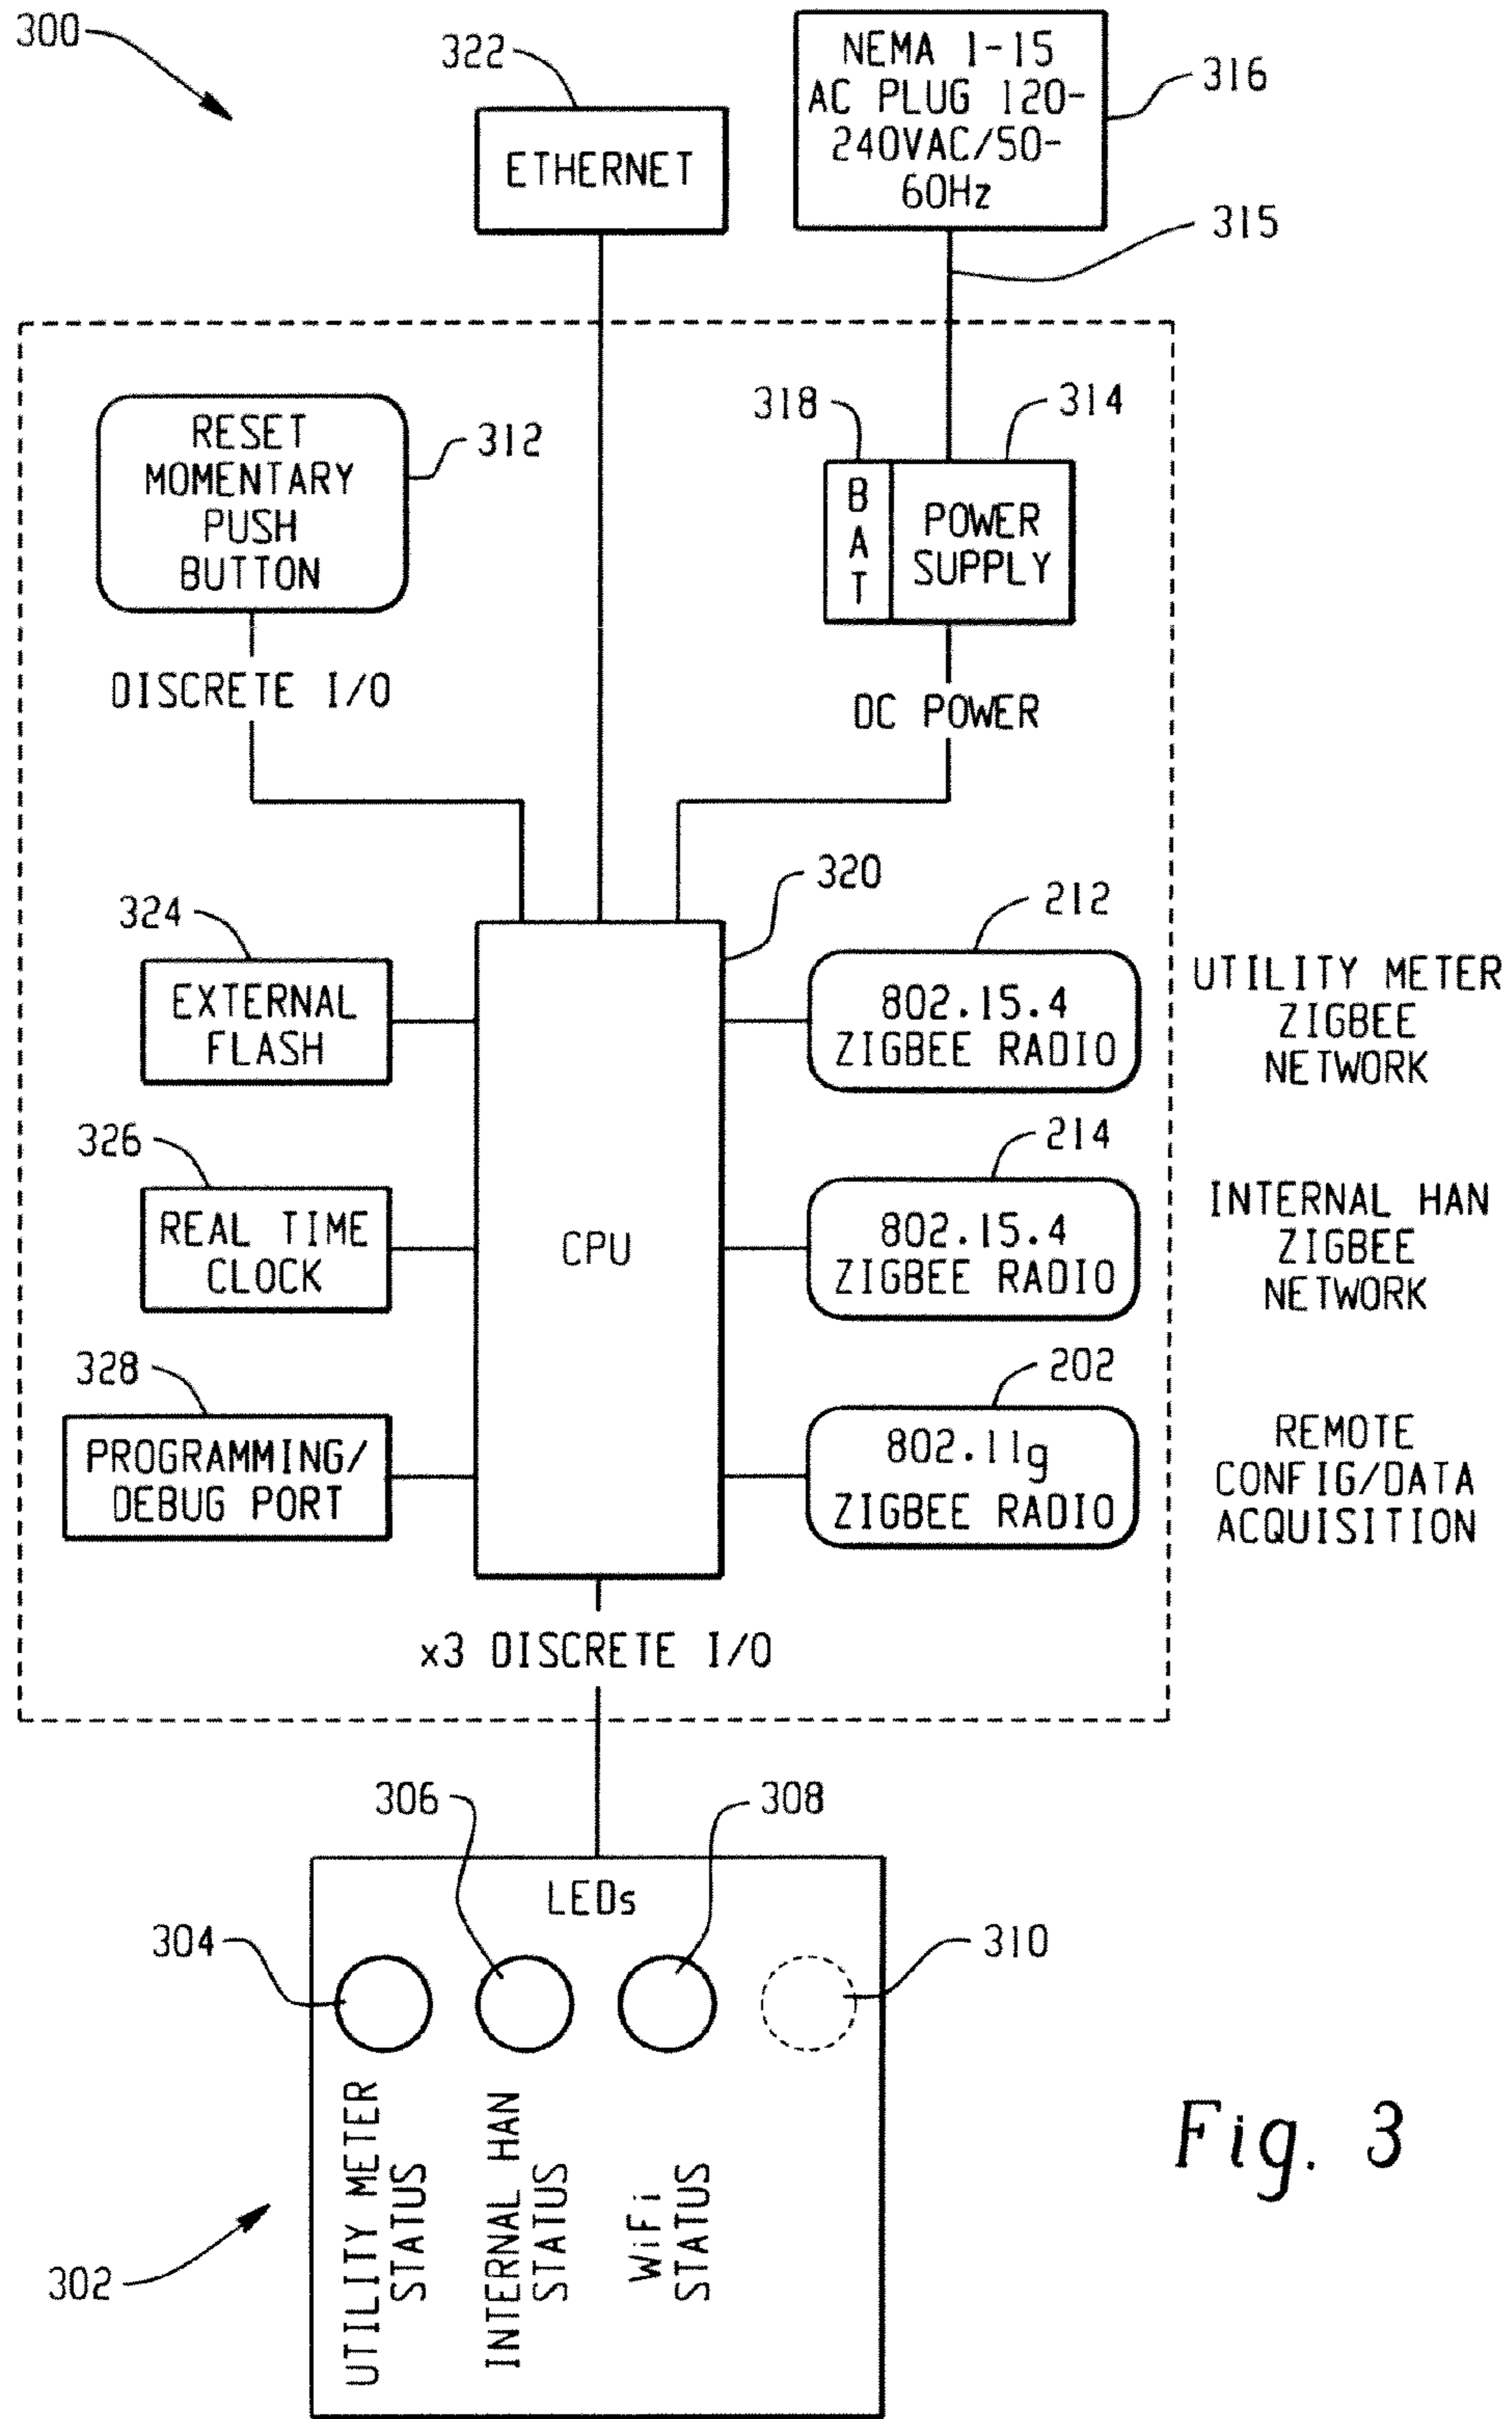 300
322
ETHERNET
NEMA 1-15
AC PLUG 120-
240VAC/50-
60Hz
316
315
RESET
MOMENTARY
PUSH
BUTTON
312
318
314
BAT
POWER
SUPPLY
DISCRETE I/O
DC POWER
320
324
EXTERNAL
FLASH
212
802.15.4
ZIGBEE RADIO
UTILITY METER
ZIGBEE
NETWORK
326
REAL TIME
CLOCK
CPU
214
802.15.4
ZIGBEE RADIO
INTERNAL HAN
ZIGBEE
NETWORK
328
PROGRAMMING/
DEBUG PORT
202
802.11g
ZIGBEE RADIO
REMOTE
CONFIG/DATA
ACQUISITION
x3 DISCRETE I/O
306
308
LEDs
304
310
UTILITY METER
STATUS
INTERNAL HAN
STATUS
WiFi
STATUS
302
Fig. 3